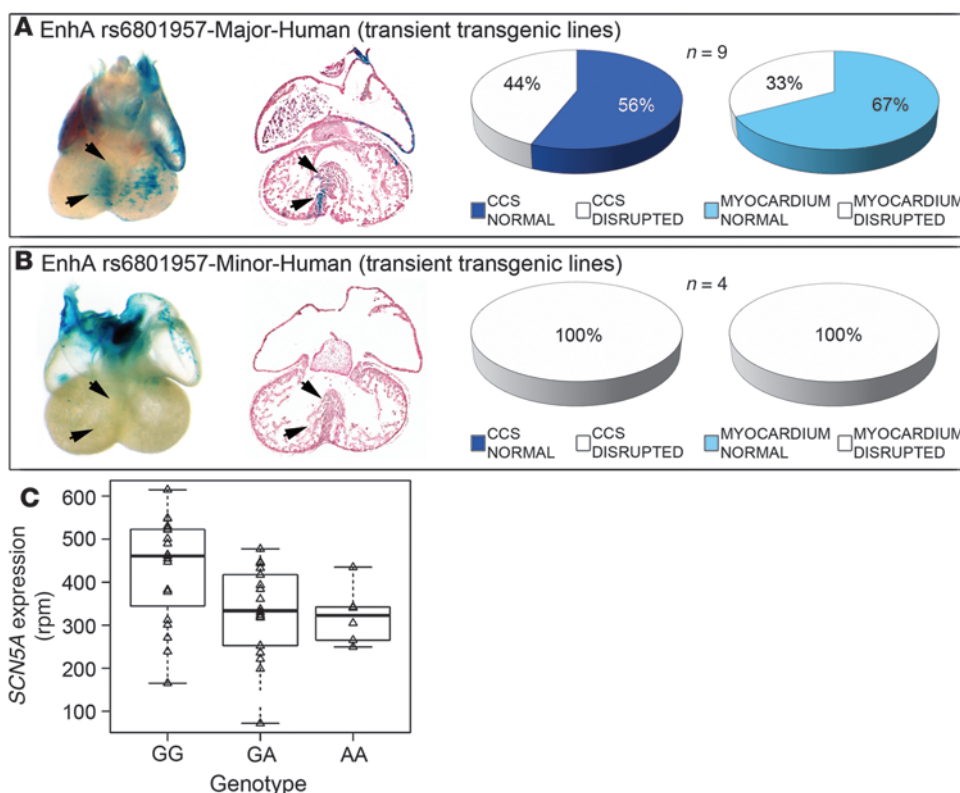 A EnhA rs6801957-Major-Human (transient transgenic lines)
n = 9
44%
56%
33%
67%
CCS NORMAL
CCS DISRUPTED
MYOCARDIUM NORMAL
MYOCARDIUM DISRUPTED
B EnhA rs6801957-Minor-Human (transient transgenic lines)
n = 4
100%
100%
CCS NORMAL
CCS DISRUPTED
MYOCARDIUM NORMAL
MYOCARDIUM DISRUPTED
C
SCN5A expression
(rpm)
600
500
400
300
200
100
GG GA AA
Genotype